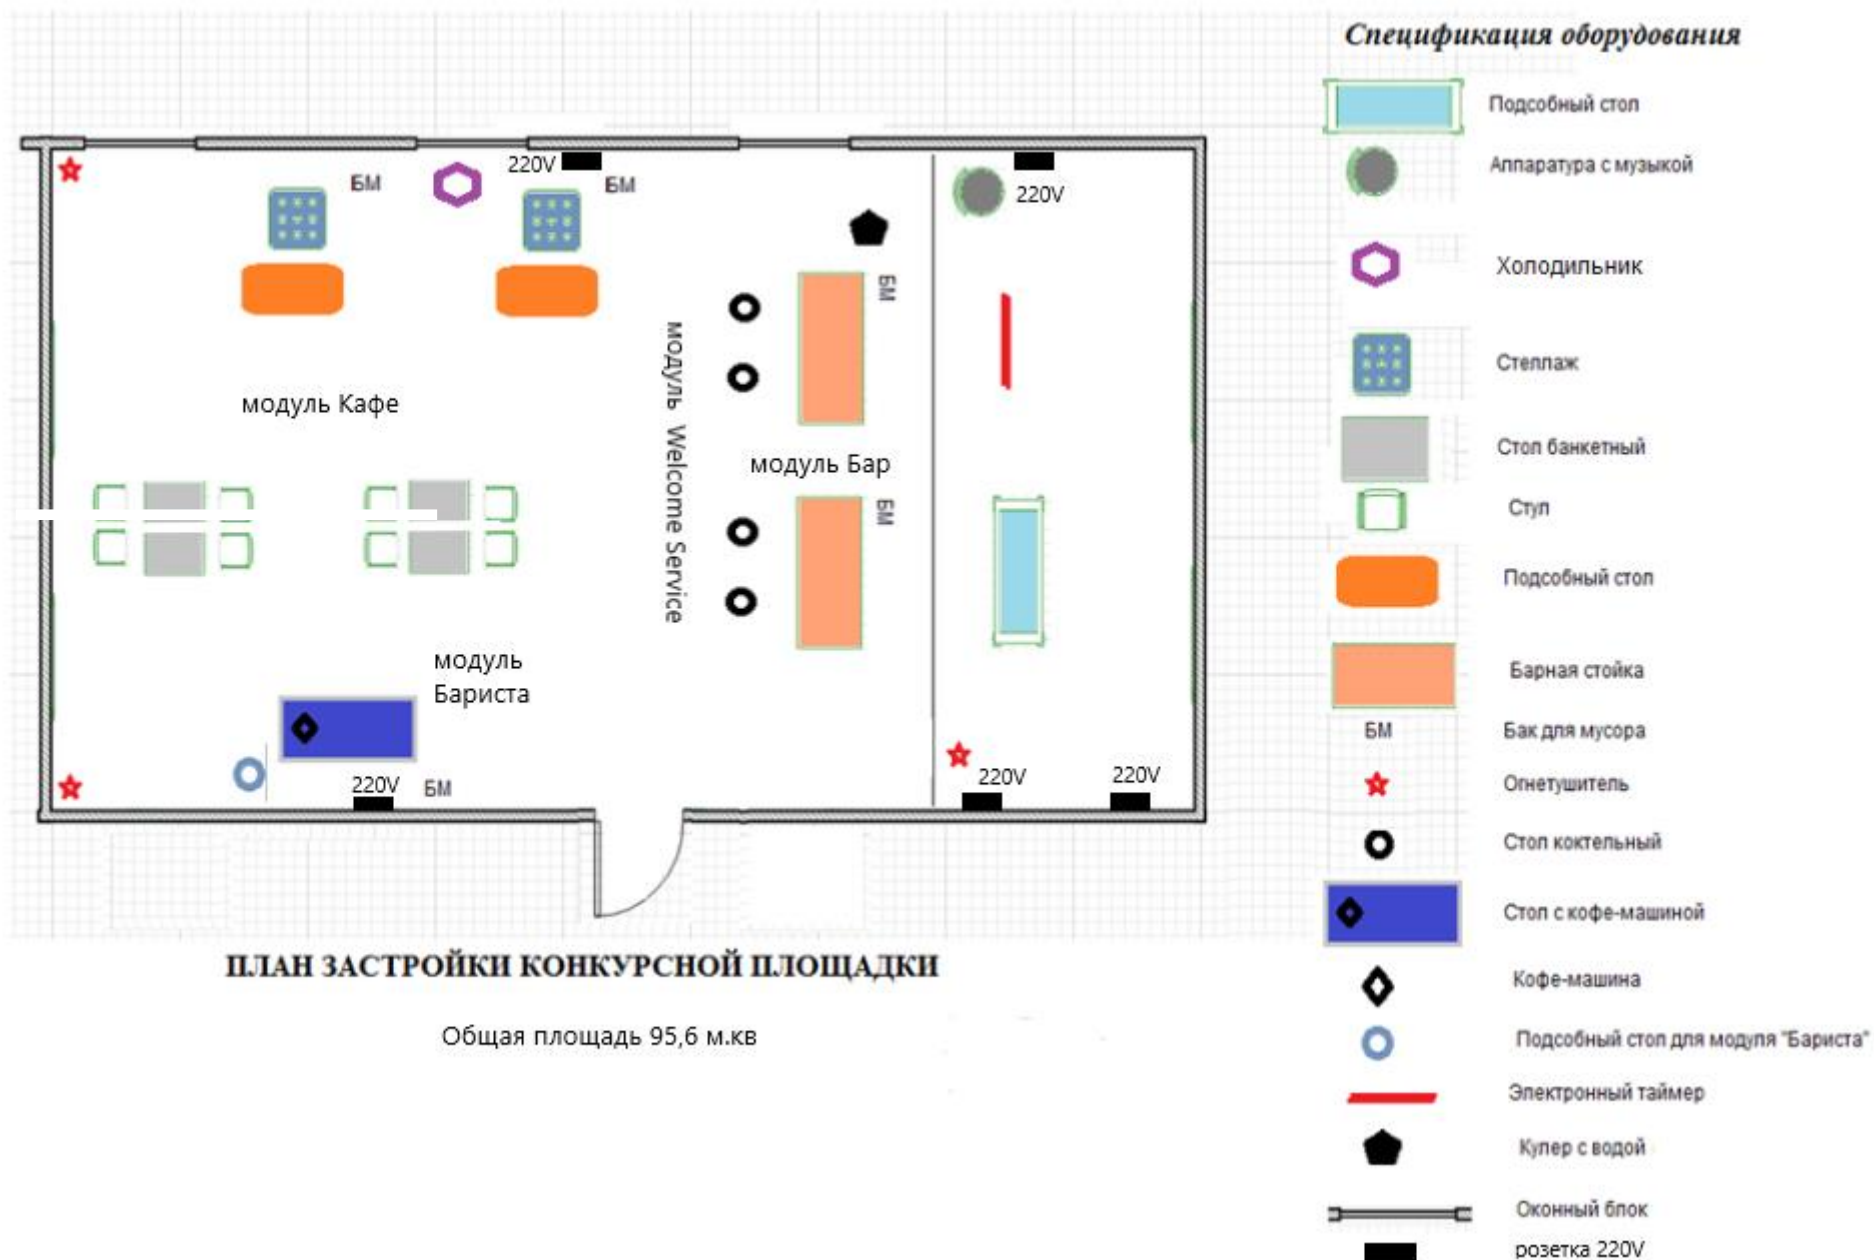 Спецификация оборудования
Подсобный стол
Аппаратура с музыкой
Холодильник
Стеллаж
Стол банкетный
Стул
Подсобный стол
Барная стойка
БМ
Бак для мусора
Огнетушитель
Стол коктельный
Стол с кофе-машиной
Кофе-машина
Подсобный стол для модуля "Бариста"
Электронный таймер
Кулер с водой
Оконный блок
розетка 220V
220V
БМ
БМ
220V
БМ
модуль Кафе
модуль Welcome Service
модуль Бар
БМ
модуль
Бариста
220V
БМ
220V
220V
ПЛАН ЗАСТРОЙКИ КОНКУРСНОЙ ПЛОЩАДКИ
Общая площадь 95,6 м.кв